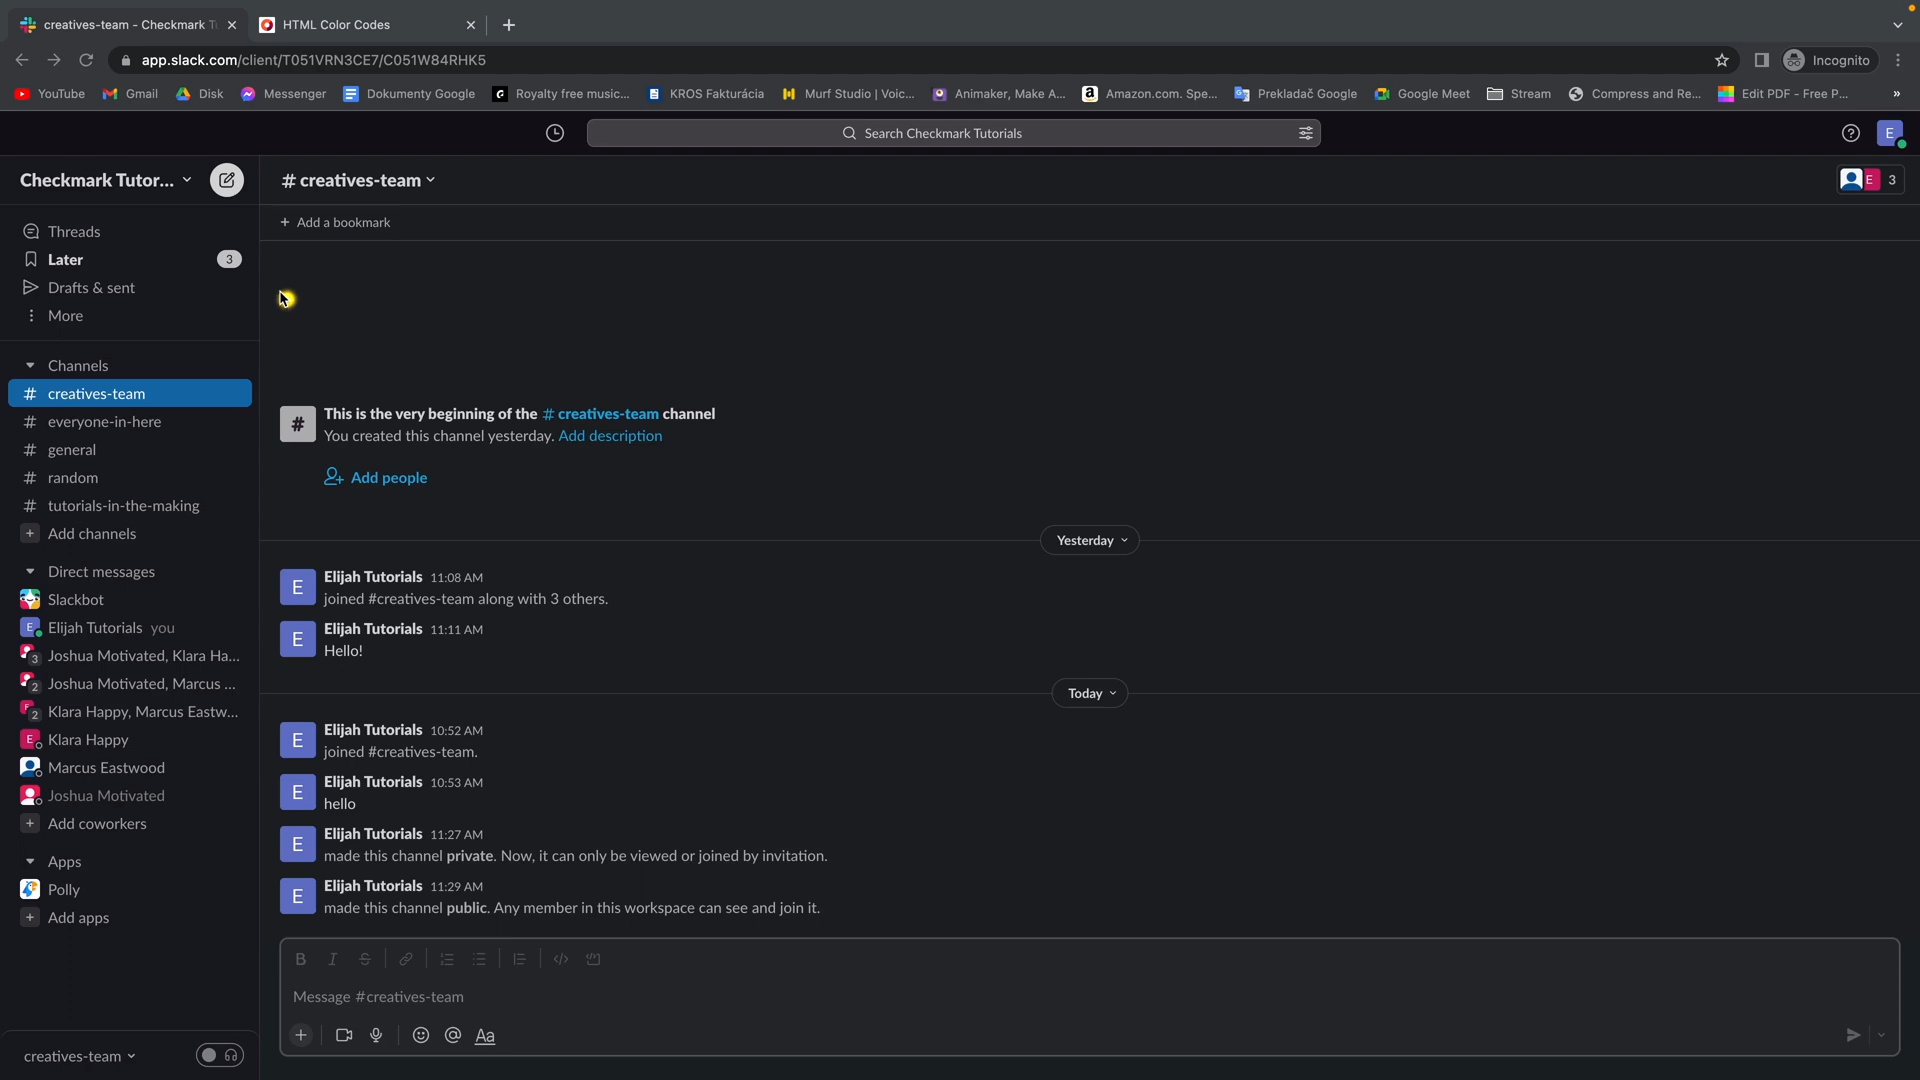 creatives-team - Checkmark Tu
HTML Color Codes
app.slack.com/client/T051VRN3CE7/C051W84RHK5
Incognito
YouTube
Gmail
Disk
Messenger
Dokumenty Google
Royalty free music...
KROS Fakturácia
Murf Studio | Voic...
Animaker, Make A...
Amazon.com. Spe...
Prekladač Google
Google Meet
Stream
Compress and Re...
Edit PDF - Free P...
»
Search Checkmark Tutorials
E
Checkmark Tutor...
# creatives-team
E 3
+ Add a bookmark
Threads
Later 3
Drafts & sent
More
Channels
# creatives-team
# everyone-in-here
# general
# random
# tutorials-in-the-making
+ Add channels
Direct messages
Slackbot
E Elijah Tutorials you
3 Joshua Motivated, Klara Ha...
2 Joshua Motivated, Marcus ...
2 Klara Happy, Marcus Eastw...
E Klara Happy
Marcus Eastwood
Joshua Motivated
+ Add coworkers
Apps
Polly
+ Add apps
creatives-team
# This is the very beginning of the # creatives-team channel
You created this channel yesterday. Add description
Add people
Yesterday
E Elijah Tutorials 11:08 AM
joined #creatives-team along with 3 others.
E Elijah Tutorials 11:11 AM
Hello!
Today
E Elijah Tutorials 10:52 AM
joined #creatives-team.
E Elijah Tutorials 10:53 AM
hello
E Elijah Tutorials 11:27 AM
made this channel private. Now, it can only be viewed or joined by invitation.
E Elijah Tutorials 11:29 AM
made this channel public. Any member in this workspace can see and join it.
B I S
Message #creatives-team
+ @ Aa